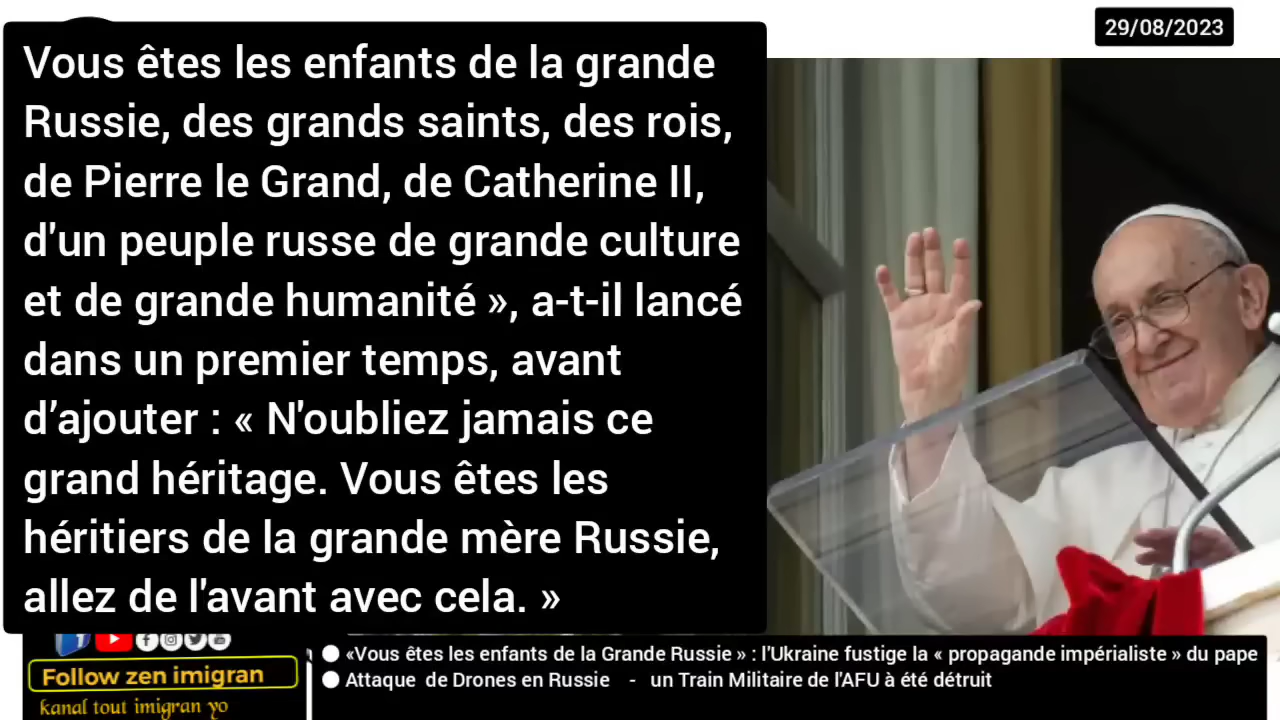 29/08/2023
Vous êtes les enfants de la grande
Russie, des grands saints, des rois,
de Pierre le Grand, de Catherine II,
d'un peuple russe de grande culture
et de grande humanité », a-t-il lancé
dans un premier temps, avant
d’ajouter : « N'oubliez jamais ce
grand héritage. Vous êtes les
héritiers de la grande mère Russie,
allez de l'avant avec cela. »
Follow zen imigran
kanal tout imigran yo
«Vous êtes les enfants de la Grande Russie » : l'Ukraine fustige la « propagande impérialiste » du pape
Attaque de Drones en Russie - un Train Militaire de l'AFU à été détruit